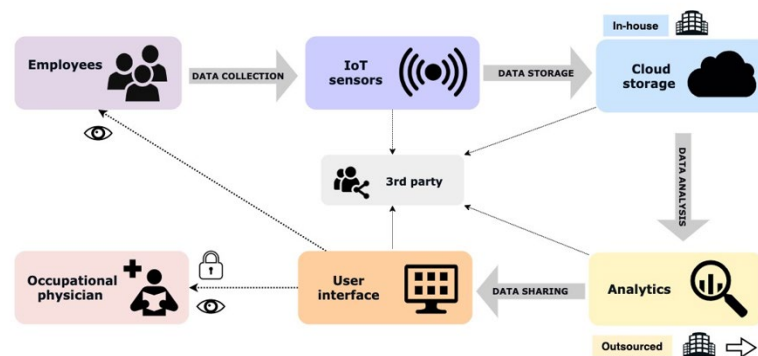 In-house
Employees
DATA COLLECTION
IoT
sensors
DATA STORAGE
Cloud
storage
DATA ANALYSIS
3rd party
Occupational
physician
User
interface
DATA SHARING
Analytics
Outsourced